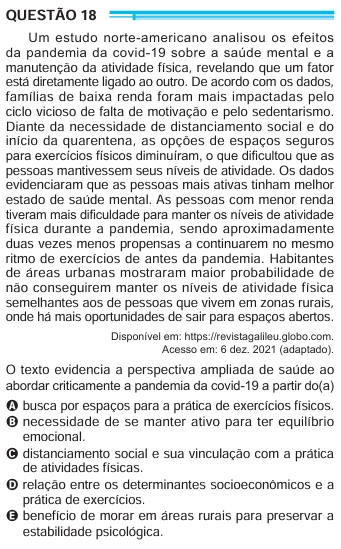 QUESTÃO 18
Um estudo norte-americano analisou os efeitos
da pandemia da covid-19 sobre a saúde mental e a
manutenção da atividade física, revelando que um fator
está diretamente ligado ao outro. De acordo com os dados,
famílias de baixa renda foram mais impactadas pelo
ciclo vicioso de falta de motivação e pelo sedentarismo.
Diante da necessidade de distanciamento social e do
início da quarentena, as opções de espaços seguros
para exercícios físicos diminuíram, o que dificultou que as
pessoas mantivessem seus níveis de atividade. Os dados
evidenciaram que as pessoas mais ativas tinham melhor
estado de saúde mental. As pessoas com menor renda
tiveram mais dificuldade para manter os níveis de atividade
física durante a pandemia, sendo aproximadamente
duas vezes menos propensas a continuarem no mesmo
ritmo de exercícios de antes da pandemia. Habitantes
de áreas urbanas mostraram maior probabilidade de
não conseguirem manter os níveis de atividade física
semelhantes aos de pessoas que vivem em zonas rurais,
onde há mais oportunidades de sair para espaços abertos.
Disponível em: https://revistagalileu.globo.com.
Acesso em: 6 dez. 2021 (adaptado).
O texto evidencia a perspectiva ampliada de saúde ao
abordar criticamente a pandemia da covid-19 a partir do(a)
A busca por espaços para a prática de exercícios físicos.
B necessidade de se manter ativo para ter equilíbrio
emocional.
C distanciamento social e sua vinculação com a prática
de atividades físicas.
D relação entre os determinantes socioeconômicos e a
prática de exercícios.
E benefício de morar em áreas rurais para preservar a
estabilidade psicológica.